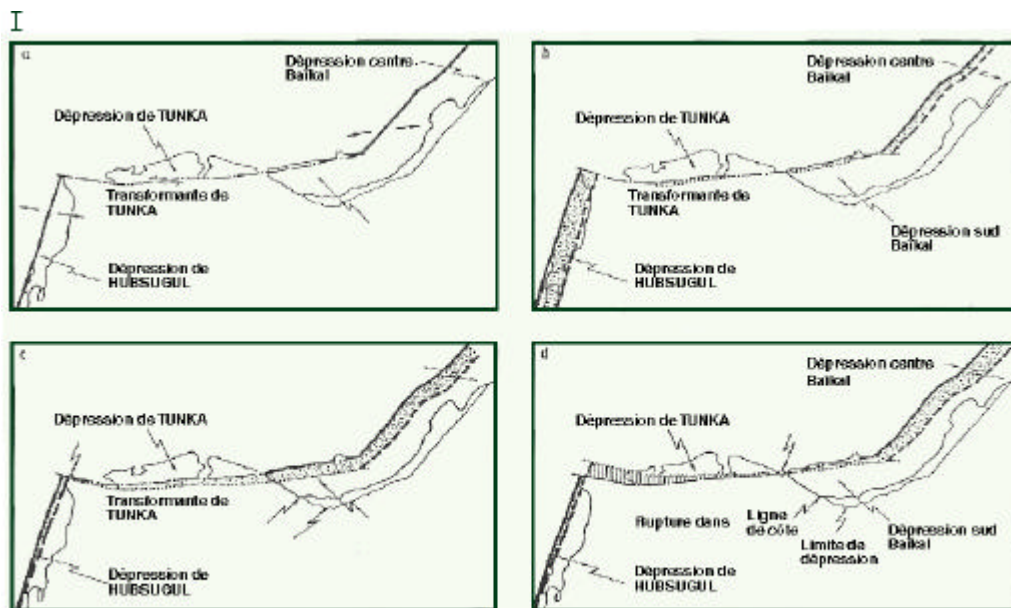 I
a
Dépression centre
Baïkal
Dépression de TUNKA
Transformante de
TUNKA
Dépression de
HUBSUGUL
b
Dépression centre
Baïkal
Dépression de TUNKA
Transformante de
TUNKA
Dépression sud
Baïkal
Dépression de
HUBSUGUL
c
Dépression de TUNKA
Transformante de
TUNKA
Dépression de
HUBSUGUL
d
Dépression centre
Baïkal
Dépression de TUNKA
Rupture dans
Ligne
de côte
Limite de
dépression
Dépression sud
Baïkal
Dépression de
HUBSUGUL